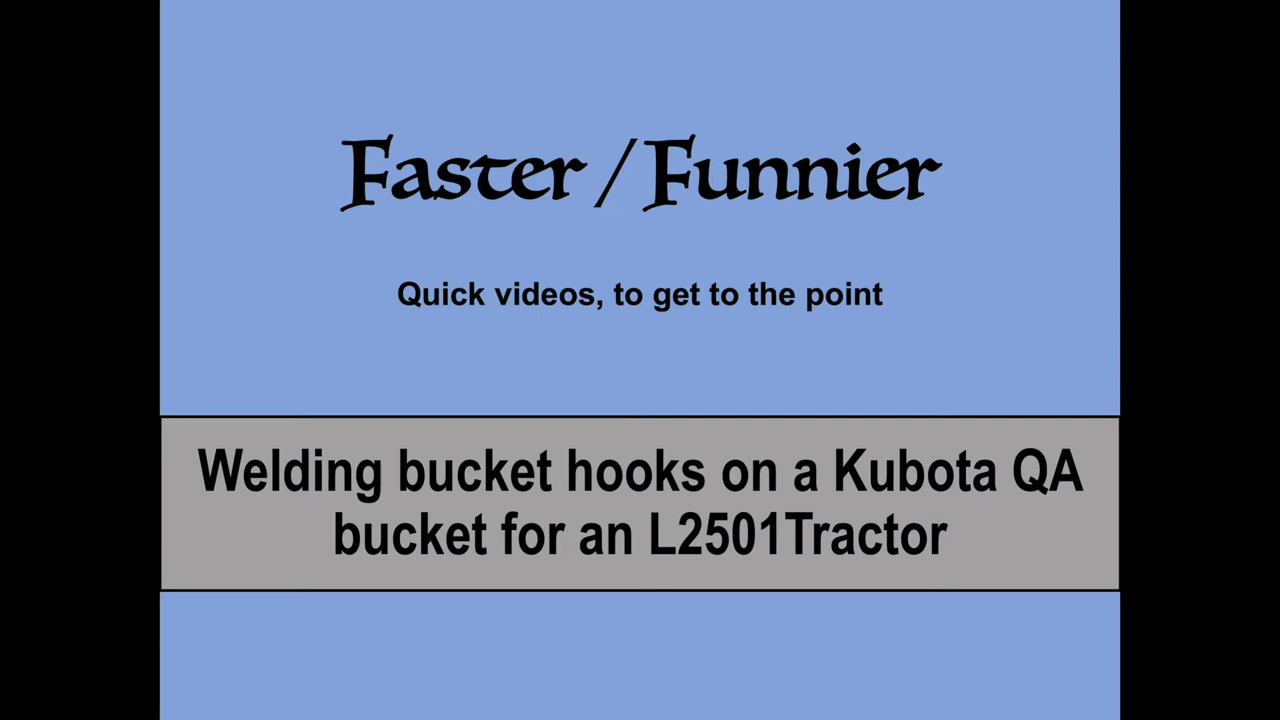 Faster / Funnier
Quick videos, to get to the point
Welding bucket hooks on a Kubota QA
bucket for an L2501Tractor